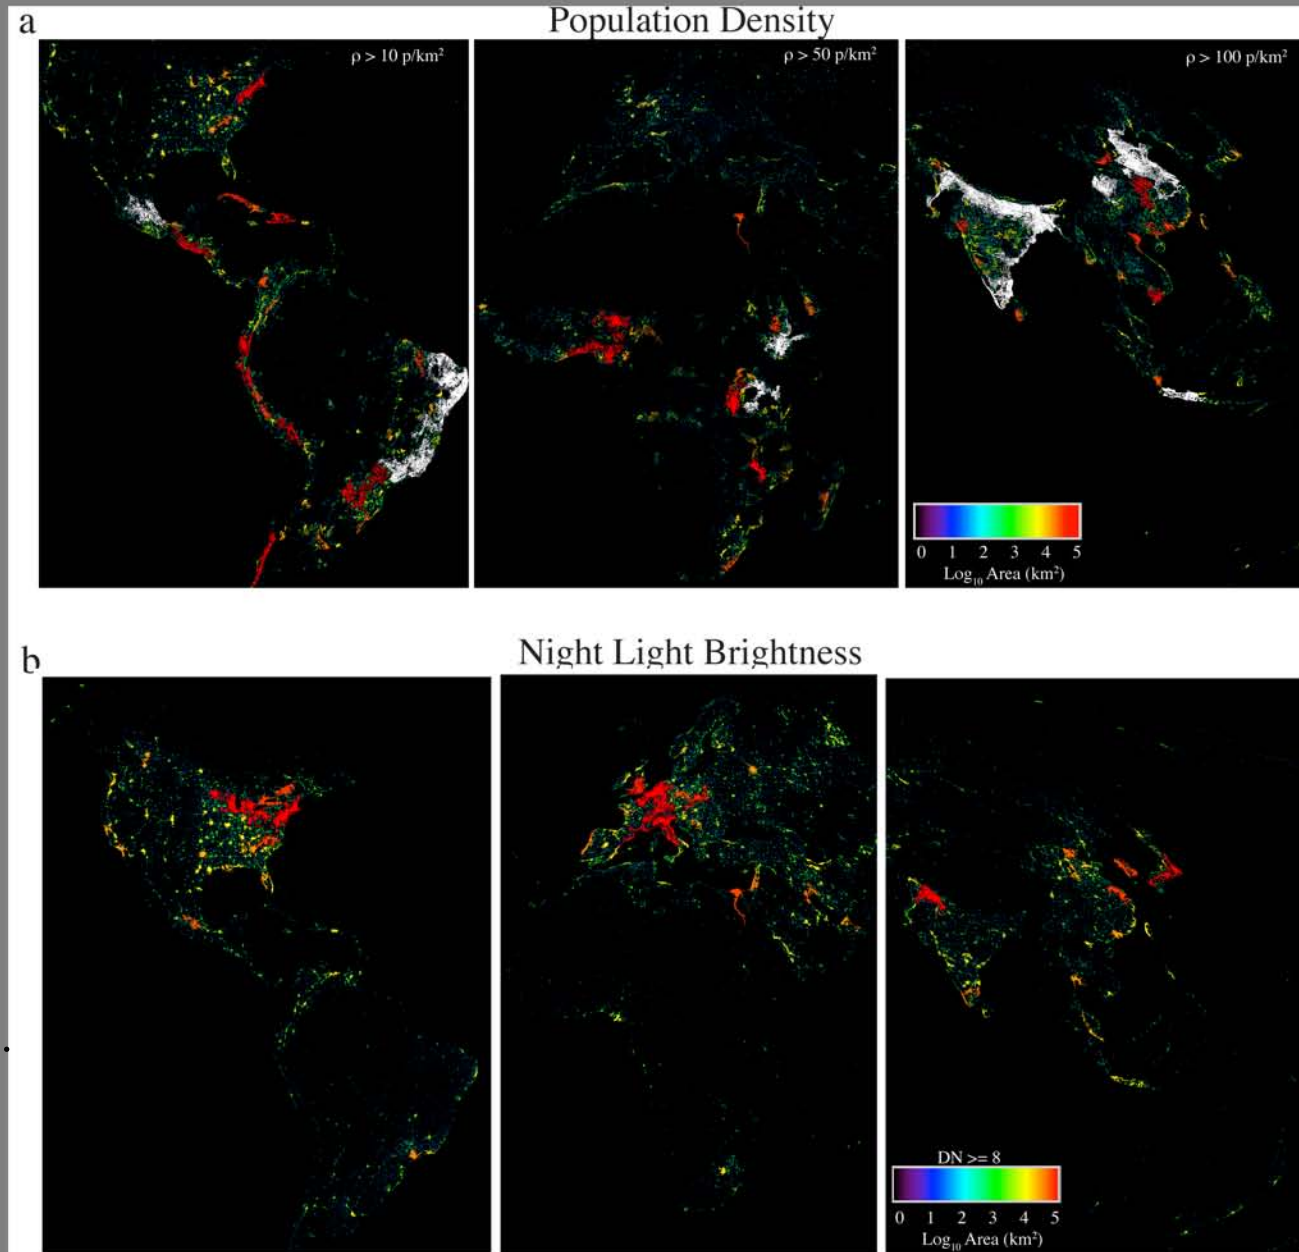 a
Population Density
ρ > 10 p/km²
ρ > 50 p/km²
ρ > 100 p/km²
0 1 2 3 4 5
Log₁₀ Area (km²)
b
Night Light Brightness
DN >= 8
0 1 2 3 4 5
Log₁₀ Area (km²)